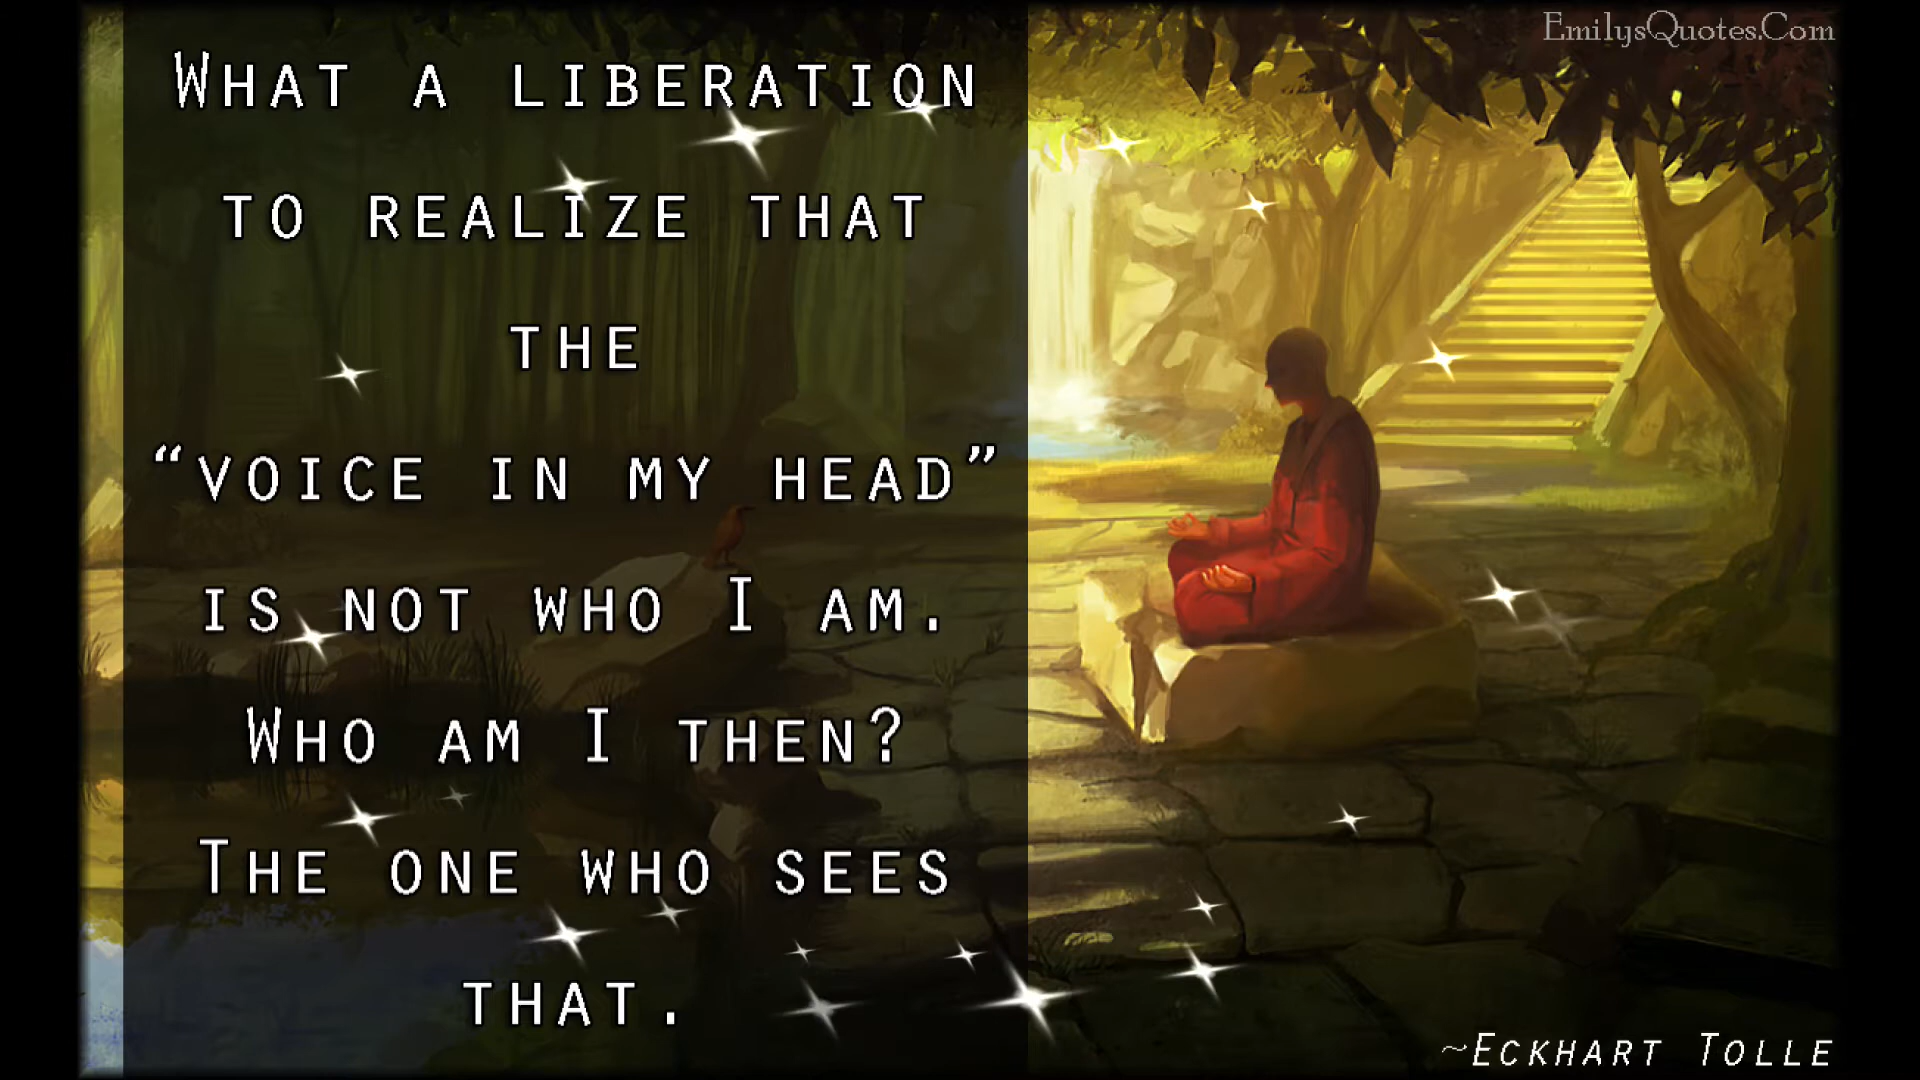 EmilysQuotes.Com
What a liberation
to realize that
the
“voice in my head”
is not who I am.
Who am I then?
The one who sees
that.
~Eckhart Tolle